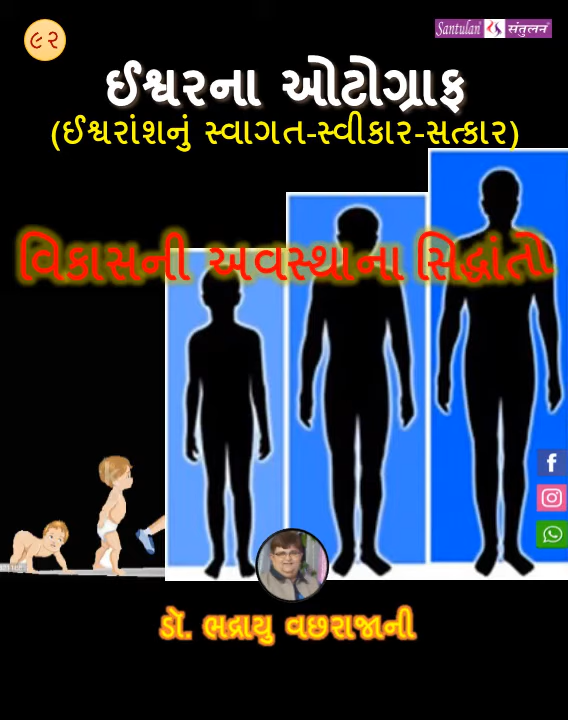 ૯૨
Santulan संतुलन
ઈશ્વરના ઓટોગ્રાફ
(ઈશ્વરાંશનું સ્વાગત-સ્વીકાર-સત્કાર)
વિકાસની અવસ્થાના સિદ્ધાંતો
ડૉ. ભદ્રાયુ વછરાજાની